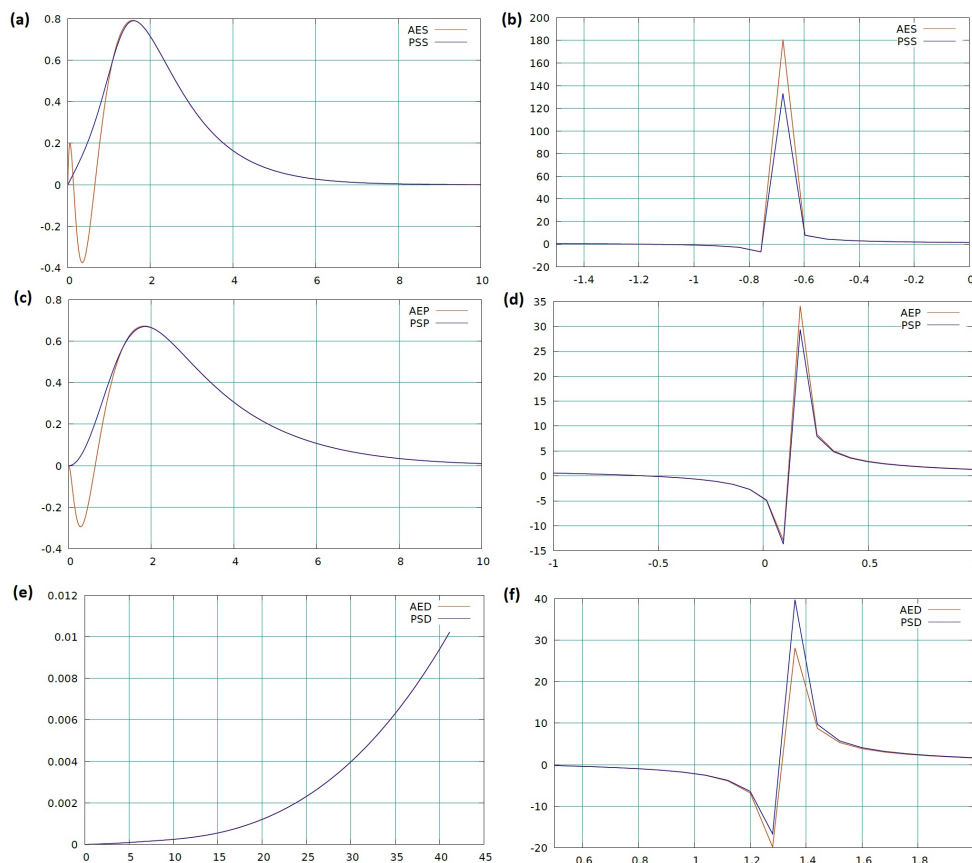 (a)
0.8
0.6
0.4
0.2
0
-0.2
-0.4
0 2 4 6 8 10
AES
PSS
(b)
200
180
160
140
120
100
80
60
40
20
0
-20
-1.4 -1.2 -1 -0.8 -0.6 -0.4 -0.2 0
AES
PSS
(c)
0.8
0.6
0.4
0.2
0
-0.2
-0.4
0 2 4 6 8 10
AEP
PSP
(d)
35
30
25
20
15
10
5
0
-5
-10
-15
-1 -0.5 0 0.5
AEP
PSP
(e)
0.012
0.01
0.008
0.006
0.004
0.002
0
0 5 10 15 20 25 30 35 40 45
AED
PSD
(f)
40
30
20
10
0
-10
-20
0.6 0.8 1 1.2 1.4 1.6 1.8
AED
PSD